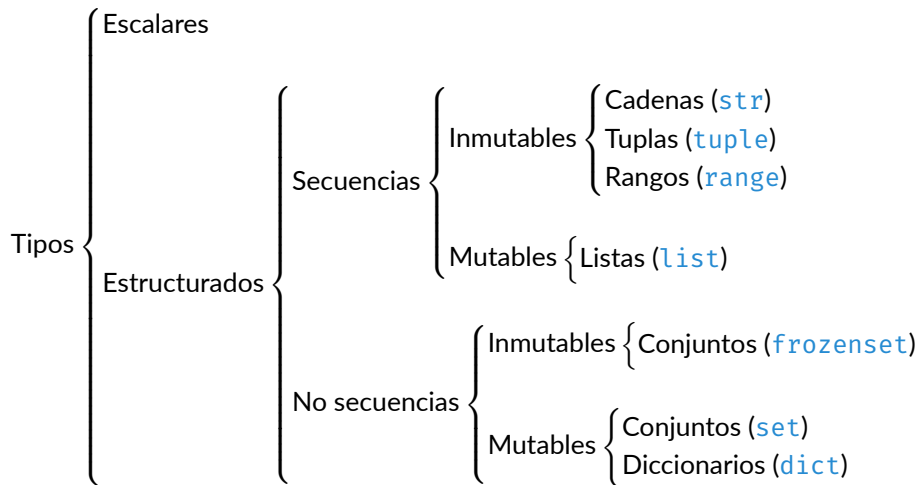 Escalares
Cadenas (str)
Inmutables
Tuplas (tuple)
Rangos (range)
Secuencias
Tipos
Mutables
Listas (list)
Estructurados
Inmutables
Conjuntos (frozenset)
No secuencias
Conjuntos (set)
Mutables
Diccionarios (dict)